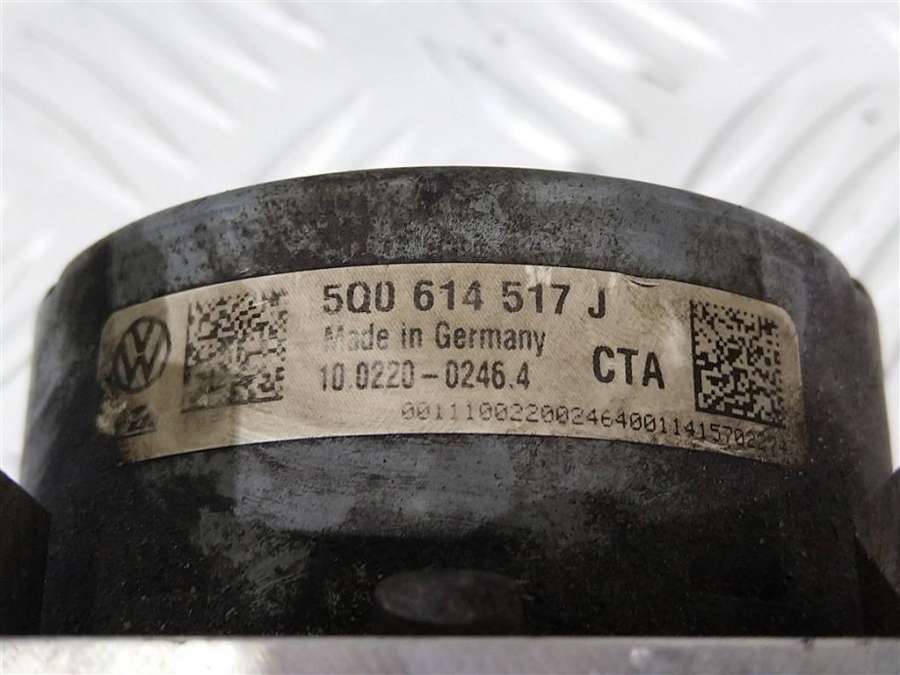 5Q0 614 517 J
Made in Germany
10.0220-0246.4 CTA